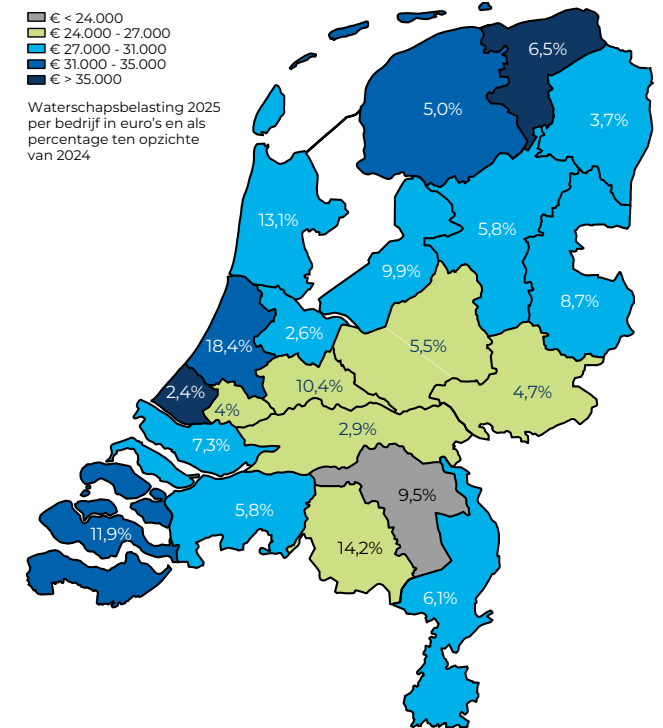 € < 24.000
€ 24.000 - 27.000
€ 27.000 - 31.000
€ 31.000 - 35.000
€ > 35.000
Waterschapsbelasting 2025
per bedrijf in euro's en als
percentage ten opzichte
van 2024
6,5%
5,0%
3,7%
13,1%
5,8%
9,9%
8,7%
2,6%
18,4%
5,5%
10,4%
2,4%
4,7%
4%
2,9%
7,3%
9,5%
5,8%
11,9%
14,2%
6,1%